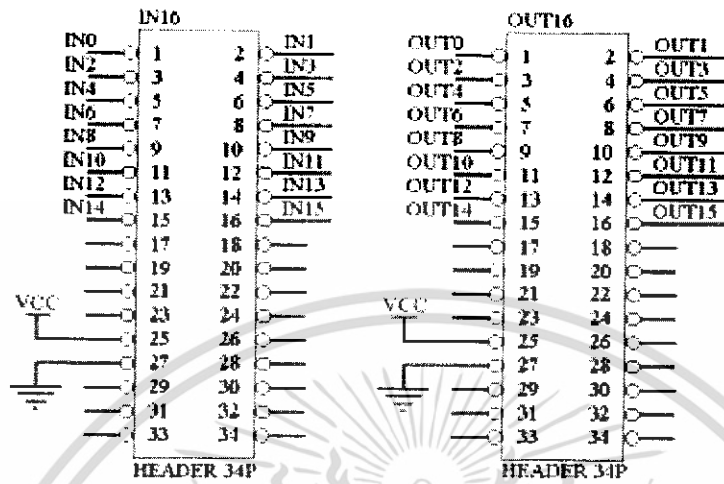 IN16 OUT16
IN0 1 2 IN1 OUT0 1 2 OUT1
IN2 3 4 IN3 OUT2 3 4 OUT3
IN4 5 6 IN5 OUT4 5 6 OUT5
IN6 7 8 IN7 OUT6 7 8 OUT7
IN8 9 10 IN9 OUT8 9 10 OUT9
IN10 11 12 IN11 OUT10 11 12 OUT11
IN12 13 14 IN13 OUT12 13 14 OUT13
IN14 15 16 IN15 OUT14 15 16 OUT15
17 18 17 18
19 20 19 20
21 22 21 22
VCC 23 24 VCC 23 24
25 26 25 26
27 28 27 28
29 30 29 30
31 32 31 32
33 34 33 34
HEADER 34P HEADER 34P